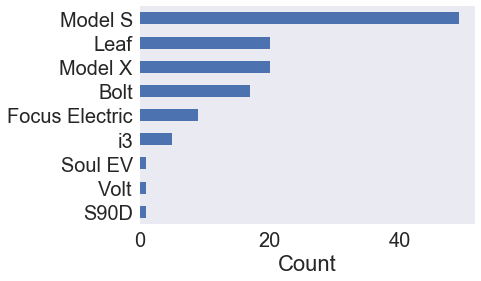 Model S
Leaf
Model X
Bolt
Focus Electric
i3
Soul EV
Volt
S90D
0 20 40
Count